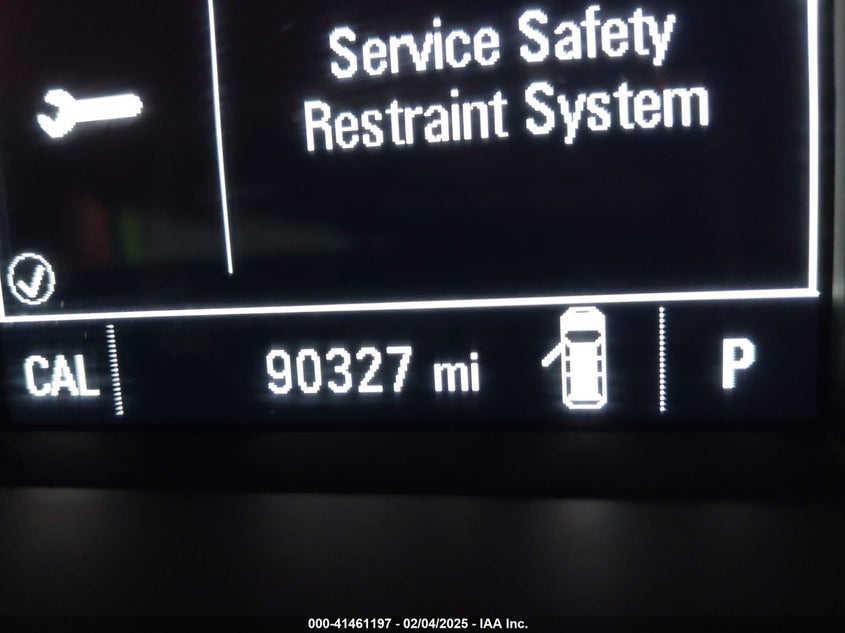 Service Safety
Restraint System
CAL 90327 mi P
000-41461197 - 02/04/2025 - IAA Inc.